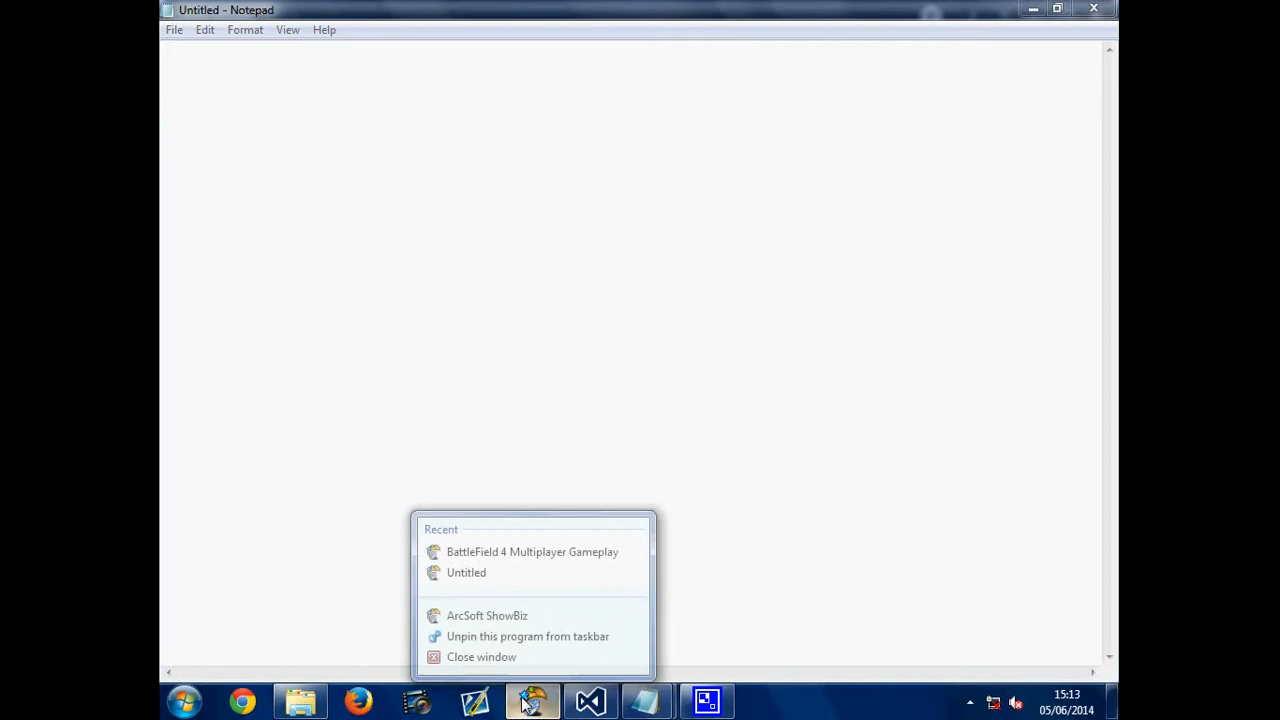 Untitled - Notepad
File Edit Format View Help
Recent
BattleField 4 Multiplayer Gameplay
Untitled
ArcSoft ShowBiz
Unpin this program from taskbar
Close window
15:13
05/06/2014